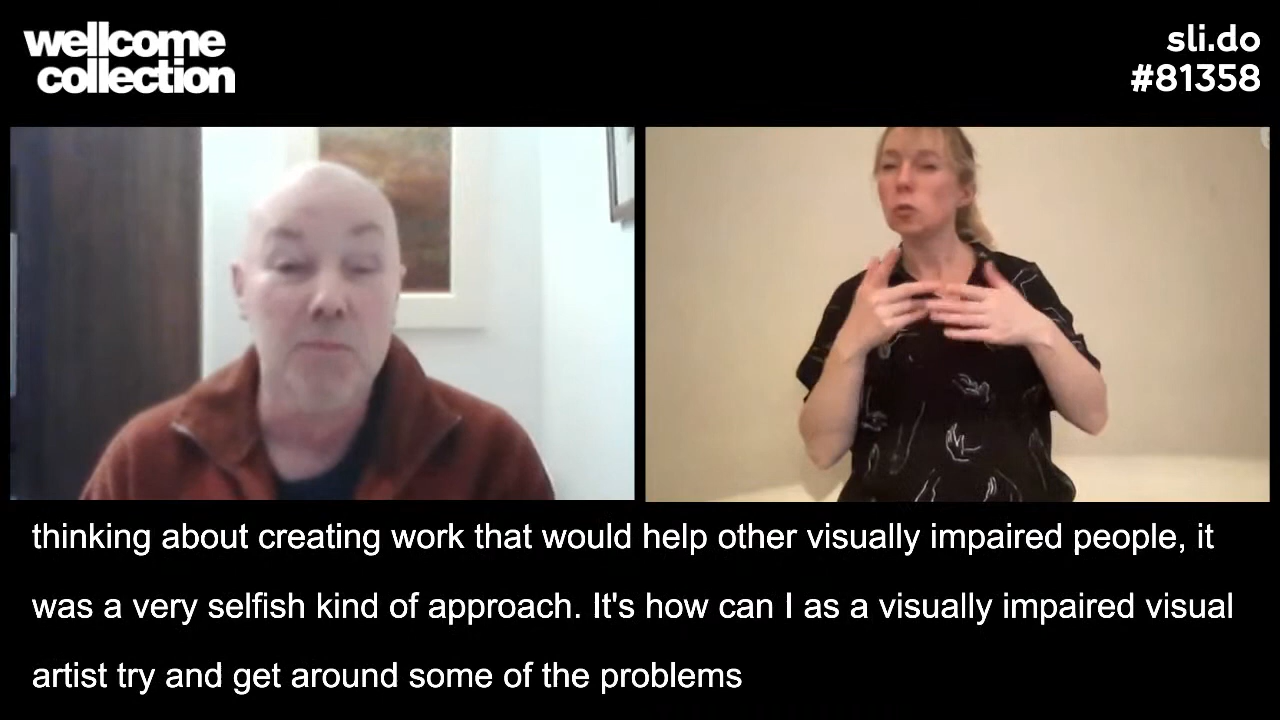 wellcome
collection
sli.do
#81358
thinking about creating work that would help other visually impaired people, it
was a very selfish kind of approach. It's how can I as a visually impaired visual
artist try and get around some of the problems